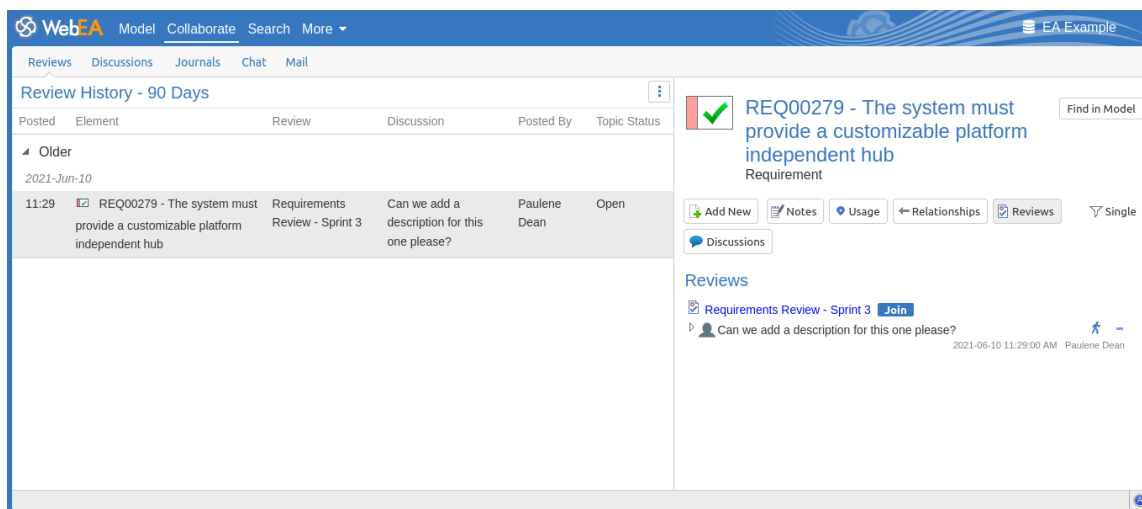 WebEA Model Collaborate Search More EA Example
Reviews Discussions Journals Chat Mail
Review History - 90 Days
Posted Element Review Discussion Posted By Topic Status
Older
2021-Jun-10
11:29 REQ00279 - The system must Requirements Can we add a Paulene Open
provide a customizable platform Review - Sprint 3 description for this Dean
independent hub one please?
REQ00279 - The system must Find in Model
provide a customizable platform
independent hub
Requirement
Add New Notes Usage Relationships Reviews Single
Discussions
Reviews
Requirements Review - Sprint 3 Join
Can we add a description for this one please?
2021-06-10 11:29:00 AM Paulene Dean